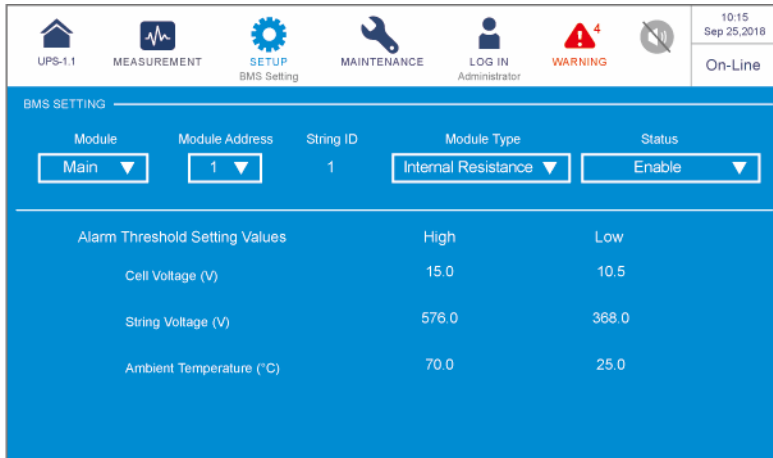 10:15
4
Sep 25,2018
UPS-1.1 MEASUREMENT SETUP MAINTENANCE LOG IN WARNING
On-Line
BMS Setting Administrator
BMS SETTING
Module Module Address String ID Module Type Status
Main 1 1 Internal Resistance Enable
Alarm Threshold Setting Values High Low
Cell Voltage (V) 15.0 10.5
String Voltage (V) 576.0 368.0
Ambient Temperature (°C) 70.0 25.0